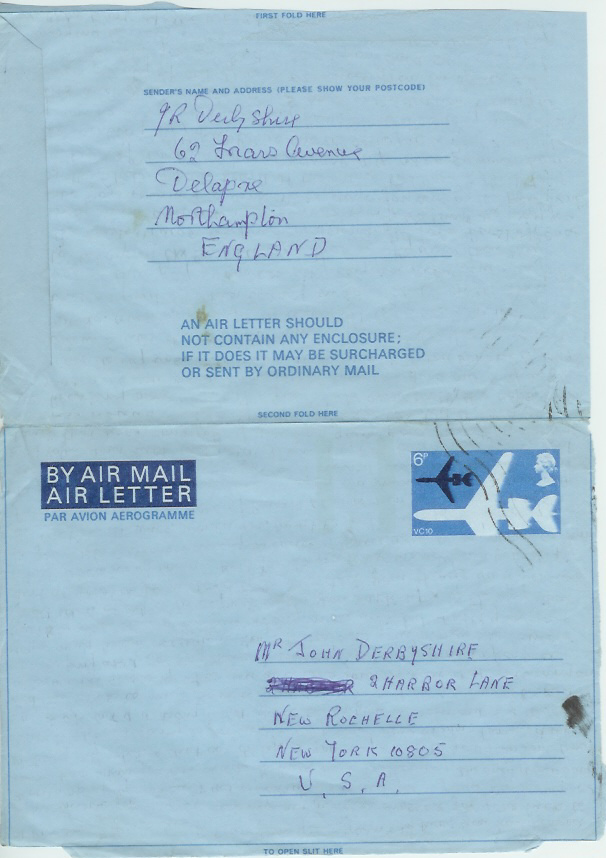 FIRST FOLD HERE
SENDER'S NAME AND ADDRESS (PLEASE SHOW YOUR POSTCODE)
Derbyshire
62 Friars Avenue
Delapre
Northampton
ENGLAND
AN AIR LETTER SHOULD
NOT CONTAIN ANY ENCLOSURE;
IF IT DOES IT MAY BE SURCHARGED
OR SENT BY ORDINARY MAIL
SECOND FOLD HERE
BY AIR MAIL
AIR LETTER
PAR AVION AEROGRAMME
6P
VC10
MR JOHN DERBYSHIRE
2 HARBOR LANE
NEW ROCHELLE
NEW YORK 10805
U. S. A.
TO OPEN SLIT HERE